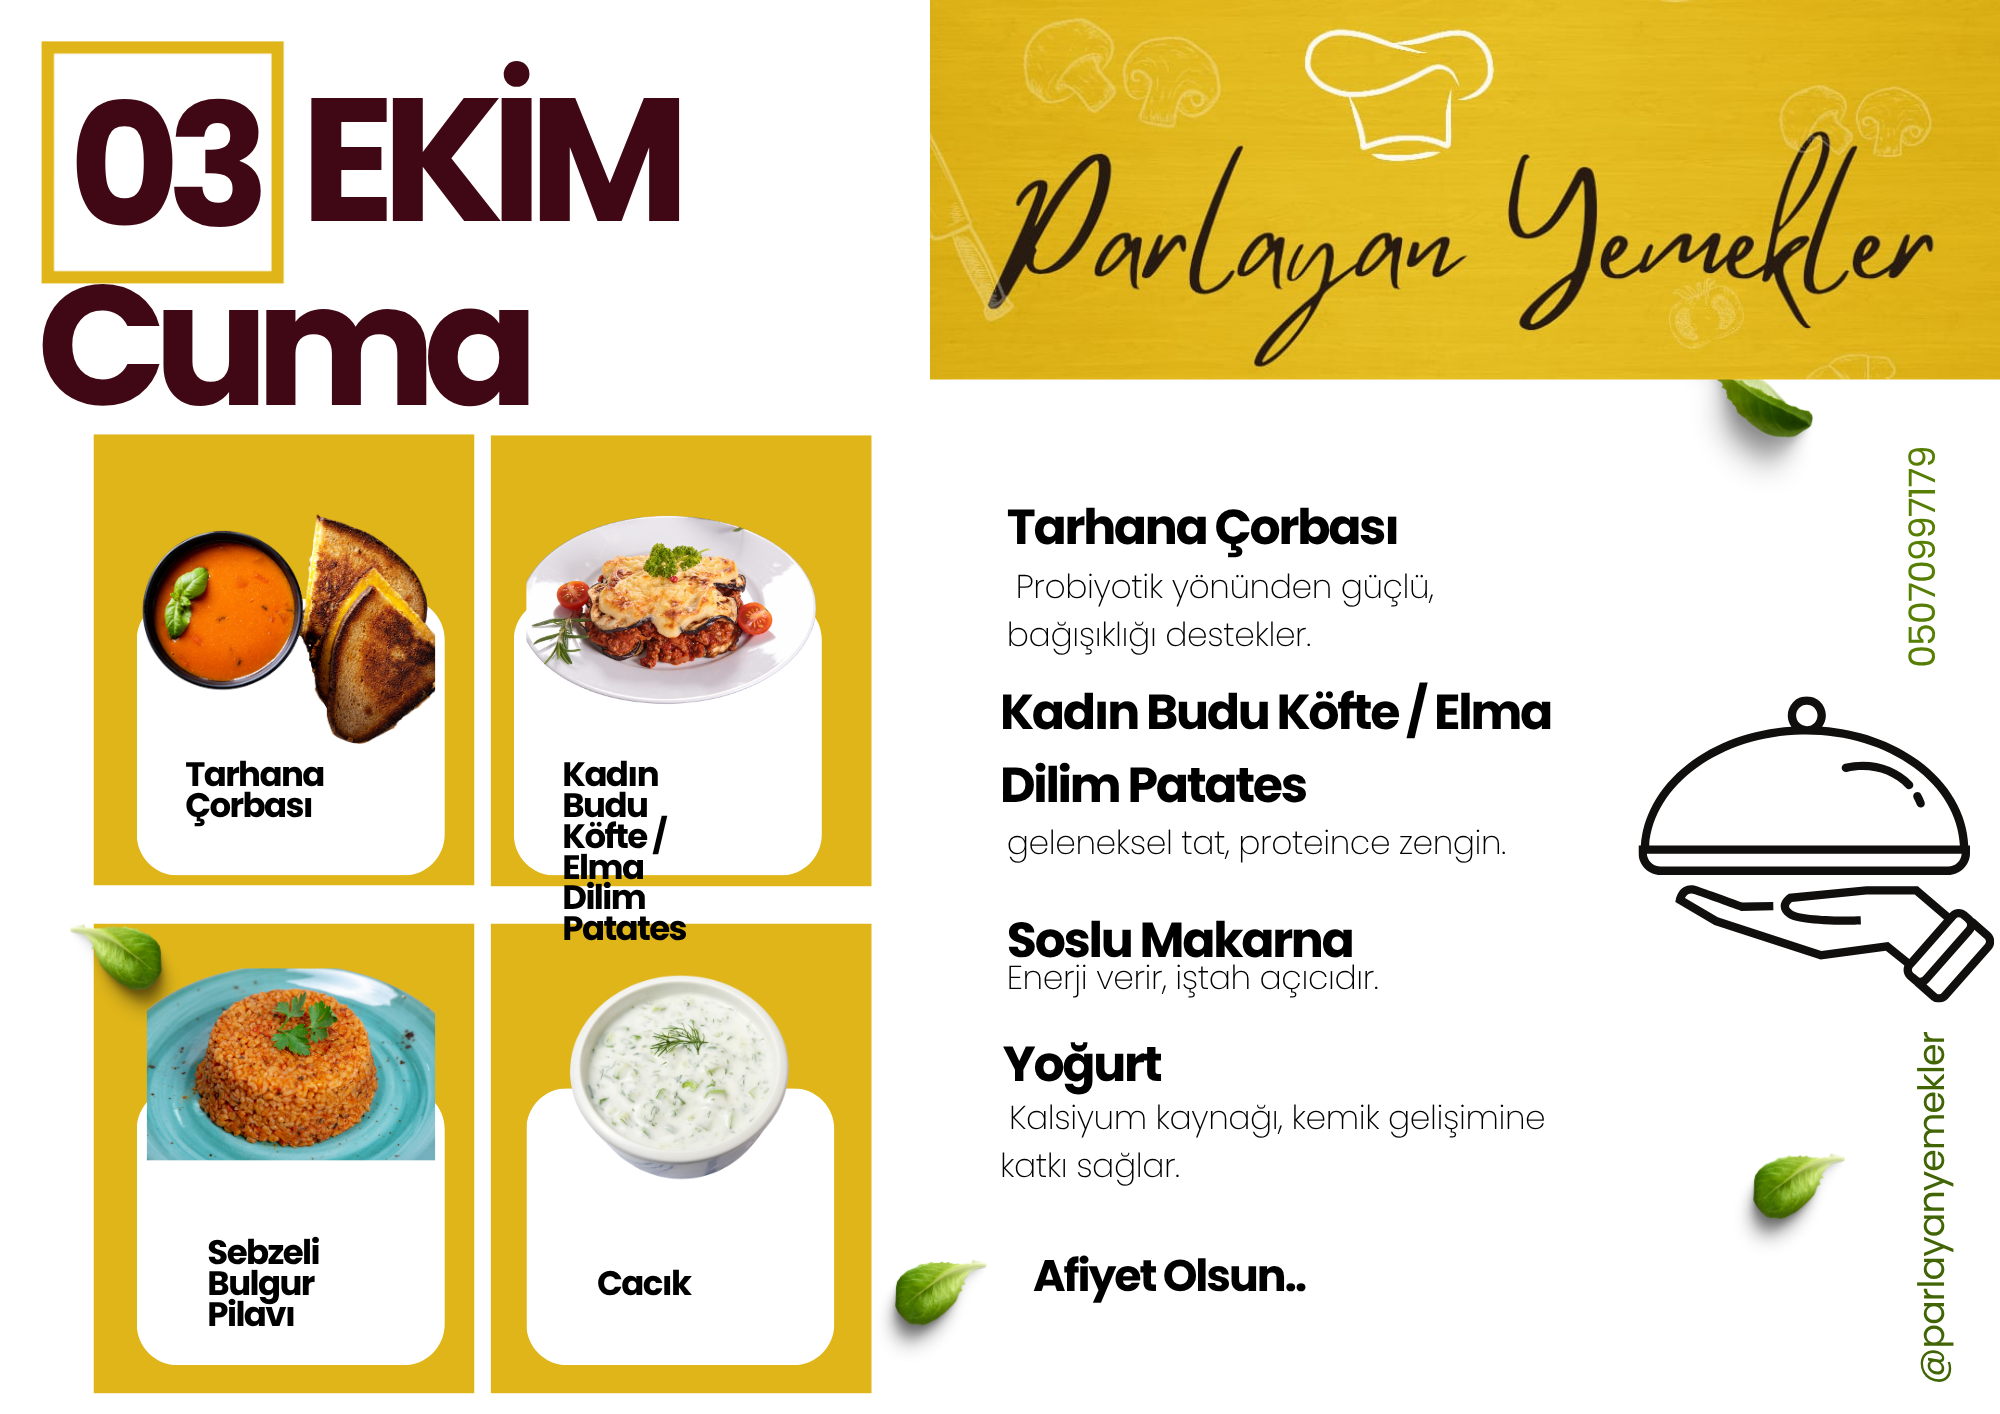 03 EKİM
Cuma
Parlayan Yemekler
Tarhana
Çorbası
Kadın
Budu
Köfte /
Elma
Dilim
Patates
Sebzeli
Bulgur
Pilavı
Cacık
Tarhana Çorbası
Probiyotik yönünden güçlü,
bağışıklığı destekler.
Kadın Budu Köfte / Elma
Dilim Patates
geleneksel tat, proteince zengin.
Soslu Makarna
Enerji verir, iştah açıcıdır.
Yoğurt
Kalsiyum kaynağı, kemik gelişimine
katkı sağlar.
Afiyet Olsun..
05070997179
@parlayanyemekler